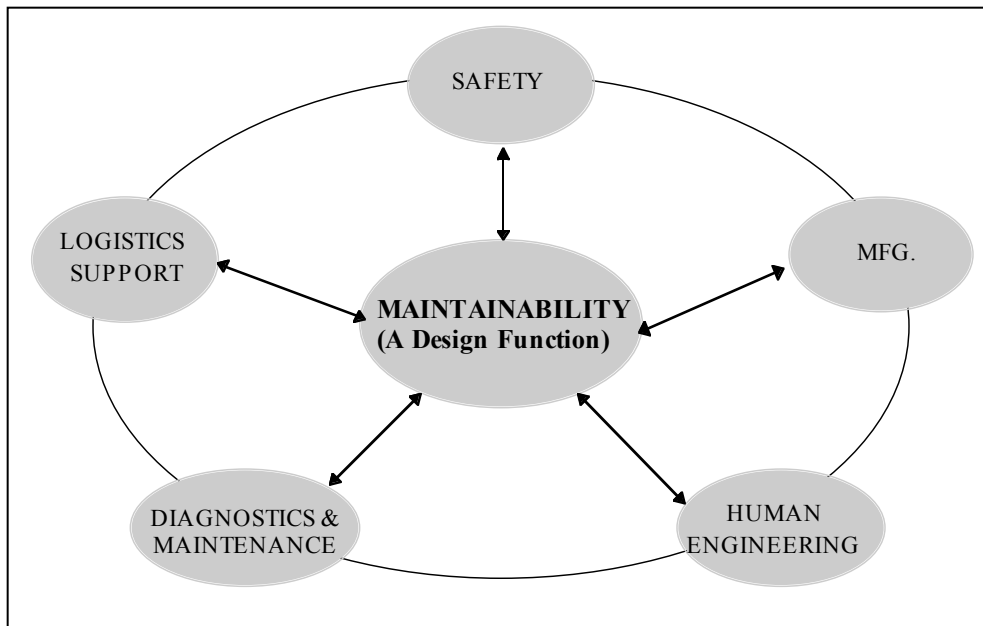 SAFETY
LOGISTICS
SUPPORT
MFG.
MAINTAINABILITY
(A Design Function)
DIAGNOSTICS &
MAINTENANCE
HUMAN
ENGINEERING